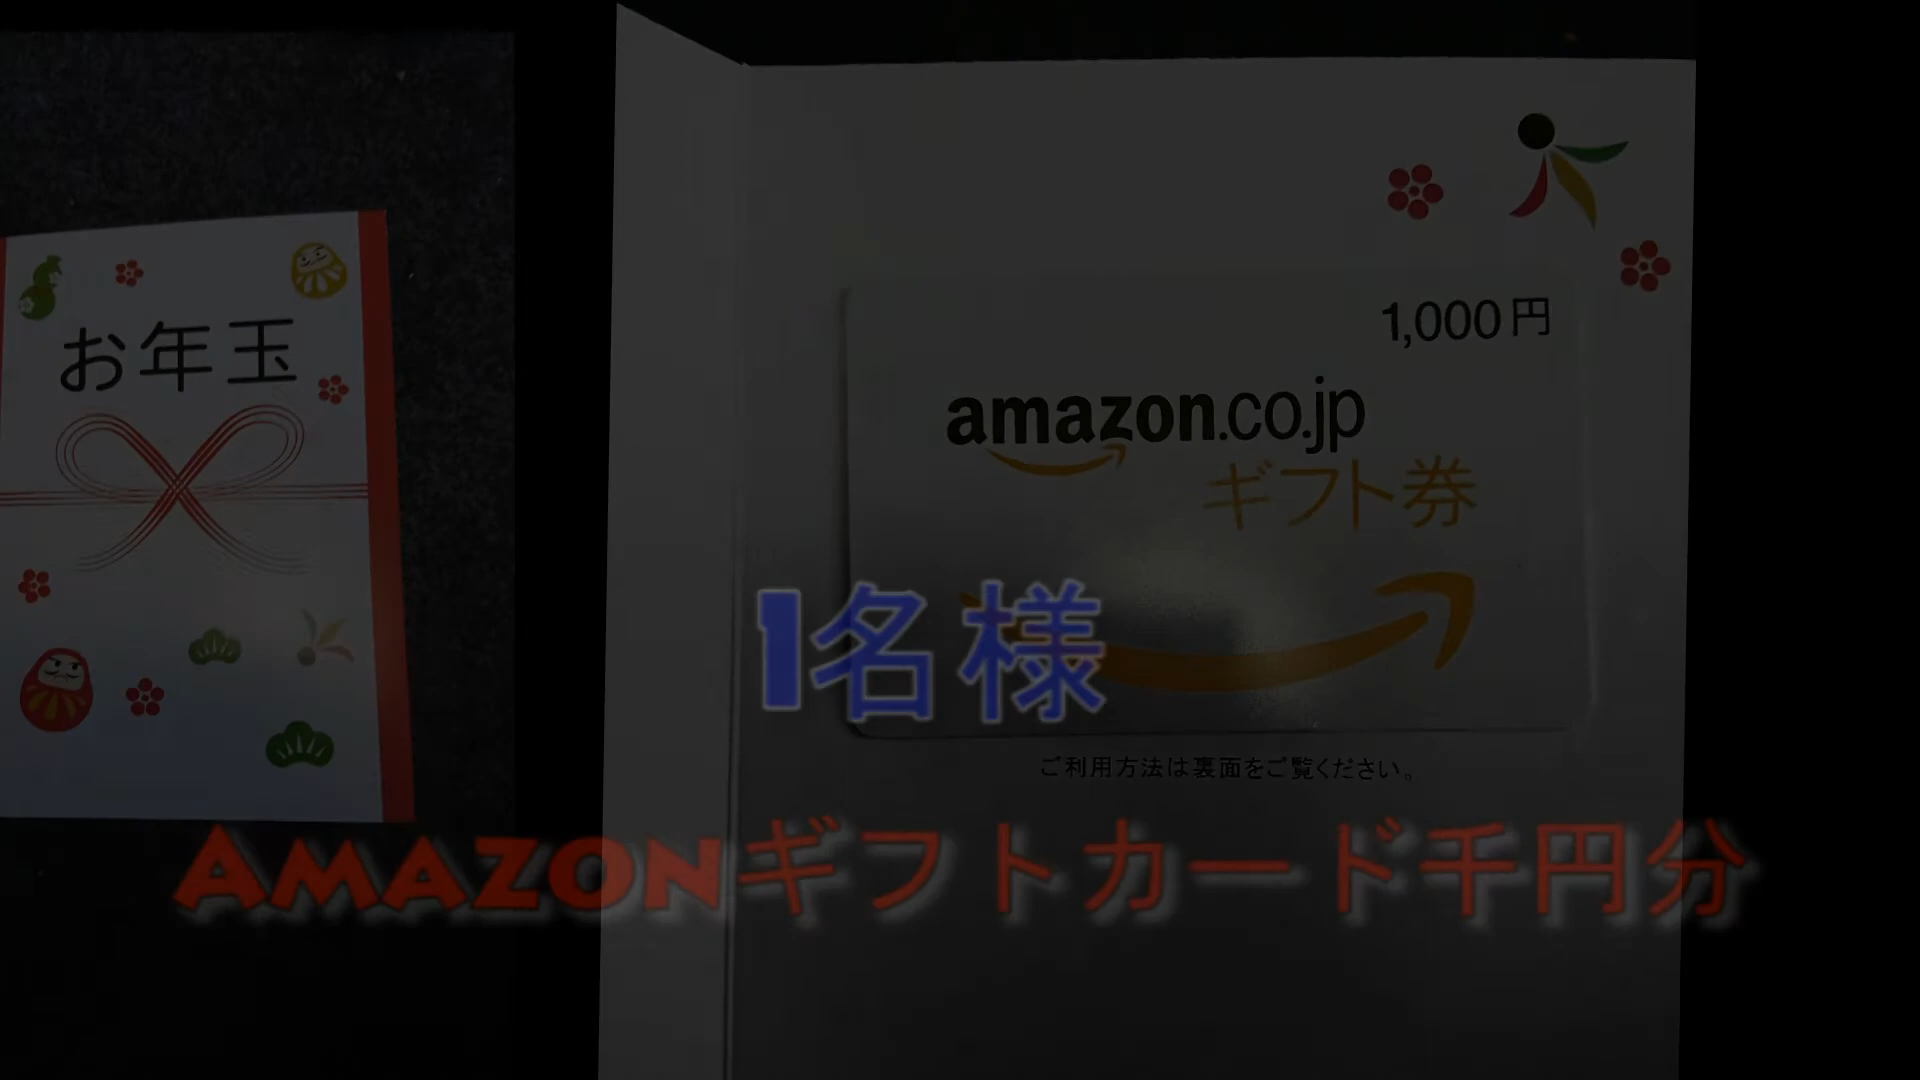 お年玉
1,000円
amazon.co.jp
ギフト券
1名様
ご利用方法は裏面をご覧ください。
AMAZONギフトカード千円分